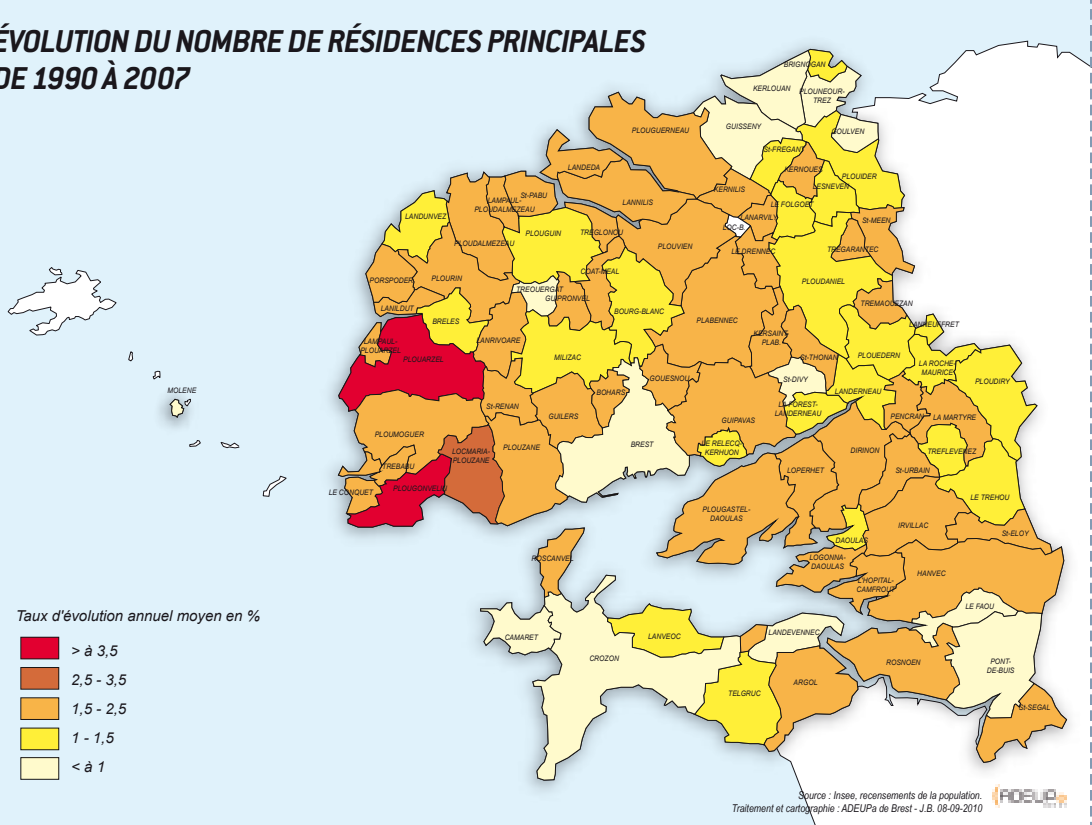 ÉVOLUTION DU NOMBRE DE RÉSIDENCES PRINCIPALES
DE 1990 À 2007
BRIGNOGAN
KERLOUAN
PLOUNEOUR-
TREZ
GUISSENY
GOULVEN
PLOUGUERNEAU
St-FREGANT
LANDEDA
KERNOUES
PLOUIDER
LESNEVEN
KERNILIS
LE FOLGOET
LANNILIS
St-PABU
LAMPAUL-
PLOUDALMEZEAU
LANDUNVEZ
LANARVILY
LOC-B.
St-MEEN
PLOUGUIN
TREGLONOU
PLOUDALMEZEAU
PLOUVIEN
LE DRENNEC
TREGARANTEC
COAT-MEAL
PORSPODER
PLOURIN
PLOUDANIEL
TREOUERGAT
GUIPRONVEL
LANILDUT
BOURG-BLANC
TREMAOUEZAN
BRELES
PLABENNEC
LANNEUFFRET
LAMPAUL-
PLOUARZEL
LANRIVOARE
KERSAINT-
PLAB.
PLOUARZEL
MILIZAC
St-THONAN
PLOUEDERN
LA ROCHE
MAURICE
PLOUDIRY
GOUESNOU
St-DIVY
MOLENE
BOHARS
LANDERNEAU
St-RENAN
GUILERS
LA FOREST-
LANDERNEAU
PENCRAN
LA MARTYRE
GUIPAVAS
PLOUMOGUER
BREST
LE RELECQ-
KERHUON
LOCMARIA-
PLOUZANE
PLOUZANE
DIRINON
TREFLEVENEZ
TREBABU
LOPERHET
St-URBAIN
PLOUGONVELIN
LE CONQUET
LE TREHOU
PLOUGASTEL-
DAOULAS
IRVILLAC
St-ELOY
DAOULAS
ROSCANVEL
LOGONNA-
DAOULAS
HANVEC
L'HOPITAL-
CAMFROUT
LE FAOU
CAMARET
LANVEOC
LANDEVENNEC
CROZON
ROSNOEN
PONT-
DE-BUIS
ARGOL
TELGRUC
St-SEGAL
Taux d'évolution annuel moyen en %
> à 3,5
2,5 - 3,5
1,5 - 2,5
1 - 1,5
< à 1
Source : Insee, recensements de la population.
Traitement et cartographie : ADEUPa de Brest - J.B. 08-09-2010